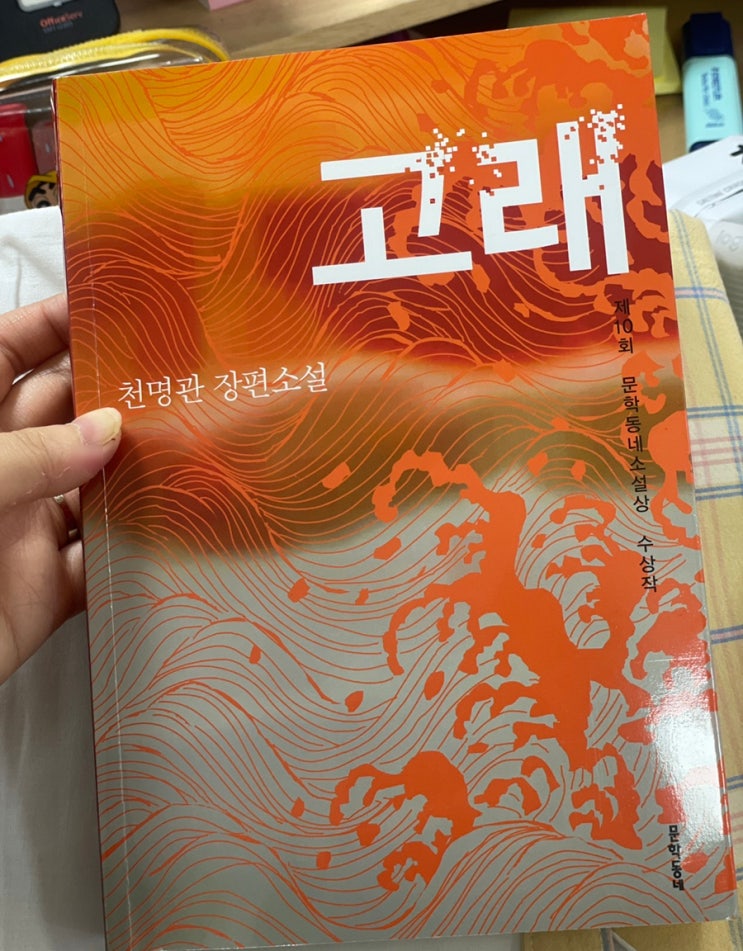 고래
천명관 장편소설
제10회 문학동네소설상 수상작
문학동네